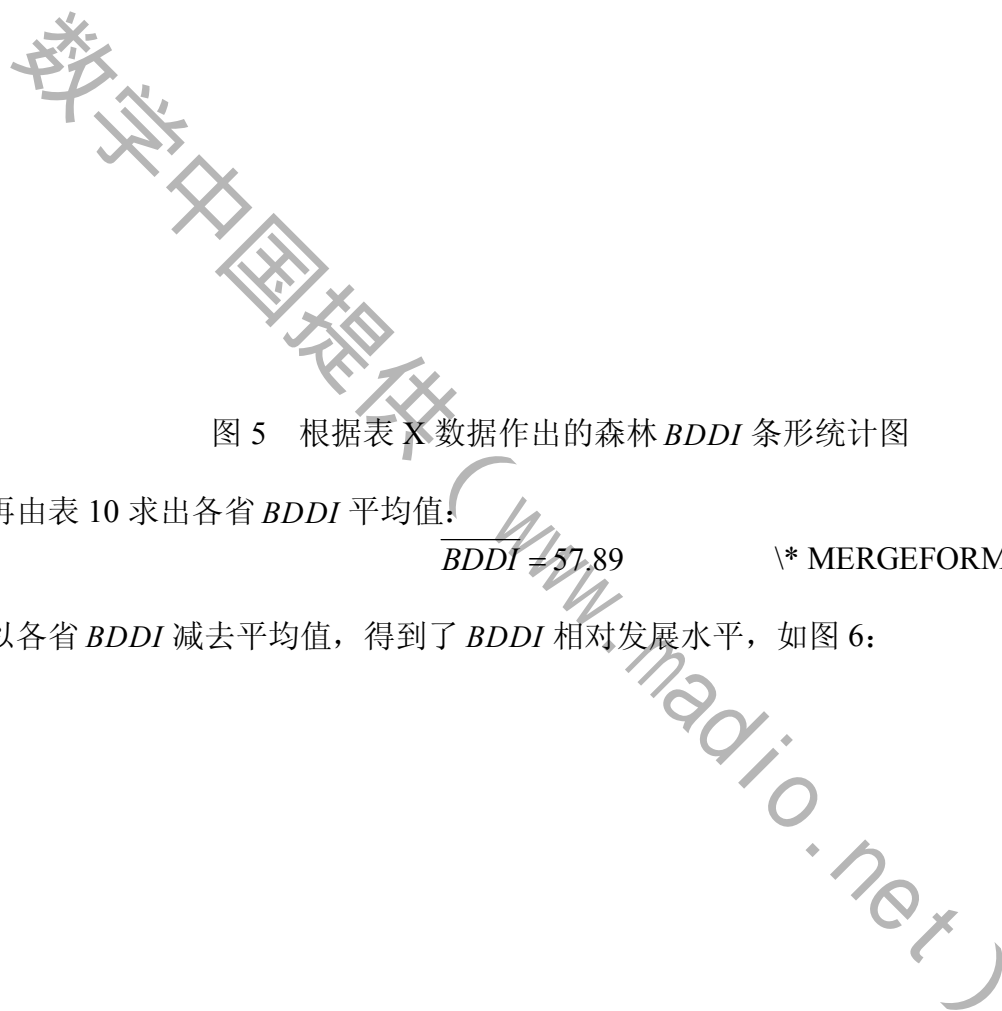 数学中国提供（www.madio.net）
图 5 根据表 X 数据作出的森林 BDDI 条形统计图
再由表 10 求出各省 BDDI 平均值：
\overline{BDDI} = 57.89 \* MERGEFORM
以各省 BDDI 减去平均值，得到了 BDDI 相对发展水平，如图 6：